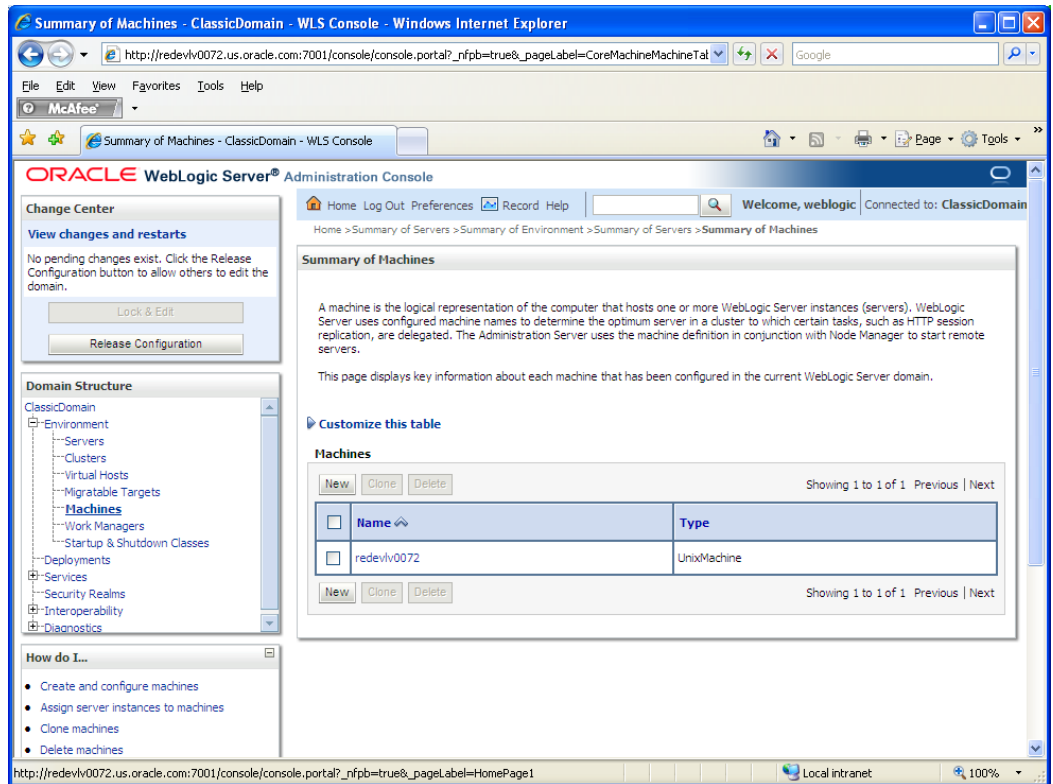 Summary of Machines - ClassicDomain - WLS Console - Windows Internet Explorer
http://redevlv0072.us.oracle.com:7001/console/console.portal?_nfpb=true&_pageLabel=CoreMachineMachineTal
Google
File Edit View Favorites Tools Help
McAfee
Summary of Machines - ClassicDomain - WLS Console
Page Tools »
ORACLE WebLogic Server® Administration Console
Change Center
View changes and restarts
No pending changes exist. Click the Release
Configuration button to allow others to edit the
domain.
Lock & Edit
Release Configuration
Domain Structure
ClassicDomain
Environment
Servers
Clusters
Virtual Hosts
Migratable Targets
Machines
Work Managers
Startup & Shutdown Classes
Deployments
Services
Security Realms
Interoperability
Diagnostics
How do I...
Create and configure machines
Assign server instances to machines
Clone machines
Delete machines
Home Log Out Preferences Record Help
Welcome, weblogic Connected to: ClassicDomain
Home >Summary of Servers >Summary of Environment >Summary of Servers >Summary of Machines
Summary of Machines
A machine is the logical representation of the computer that hosts one or more WebLogic Server instances (servers). WebLogic
Server uses configured machine names to determine the optimum server in a cluster to which certain tasks, such as HTTP session
replication, are delegated. The Administration Server uses the machine definition in conjunction with Node Manager to start remote
servers.
This page displays key information about each machine that has been configured in the current WebLogic Server domain.
Customize this table
Machines
New Clone Delete Showing 1 to 1 of 1 Previous | Next
Name Type
redevlv0072 UnixMachine
New Clone Delete Showing 1 to 1 of 1 Previous | Next
http://redevlv0072.us.oracle.com:7001/console/console.portal?_nfpb=true&_pageLabel=HomePage1
Local intranet
100%